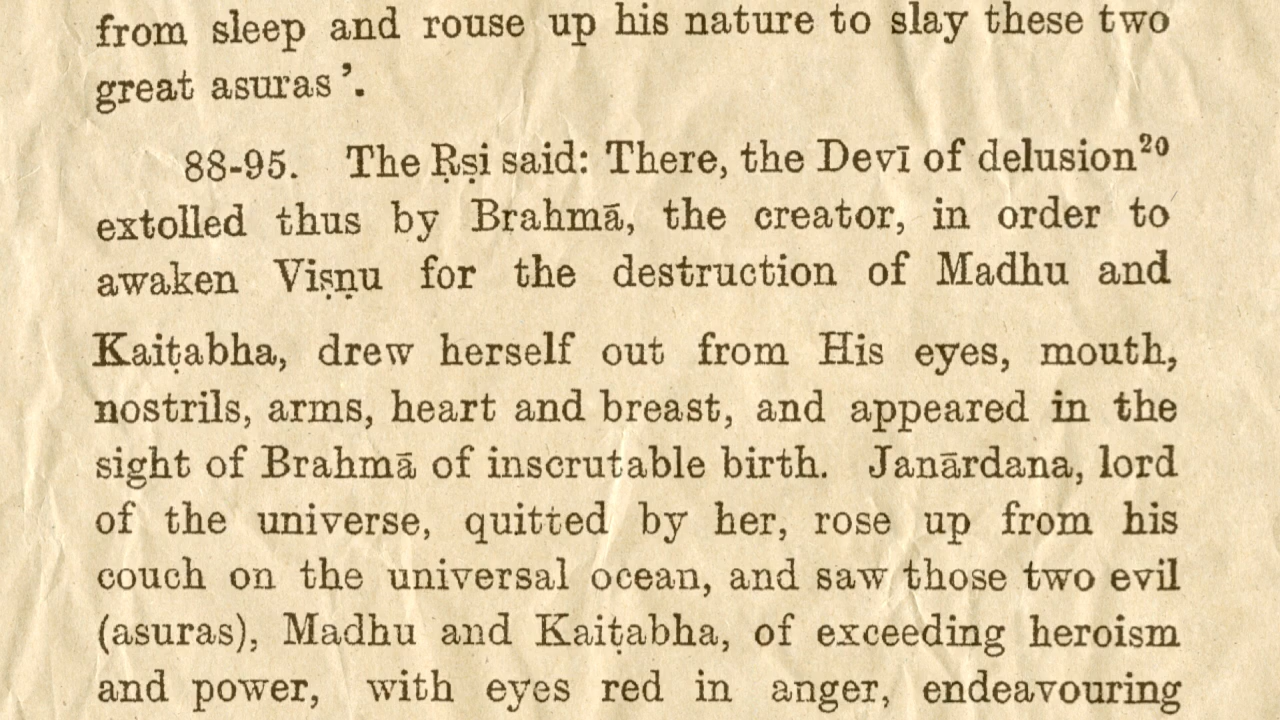 from sleep and rouse up his nature to slay these two
great asuras’.
88-95. The Ṛṣi said: There, the Devī of delusion²⁰
extolled thus by Brahmā, the creator, in order to
awaken Viṣṇu for the destruction of Madhu and
Kaiṭabha, drew herself out from His eyes, mouth,
nostrils, arms, heart and breast, and appeared in the
sight of Brahmā of inscrutable birth. Janārdana, lord
of the universe, quitted by her, rose up from his
couch on the universal ocean, and saw those two evil
(asuras), Madhu and Kaiṭabha, of exceeding heroism
and power, with eyes red in anger, endeavouring